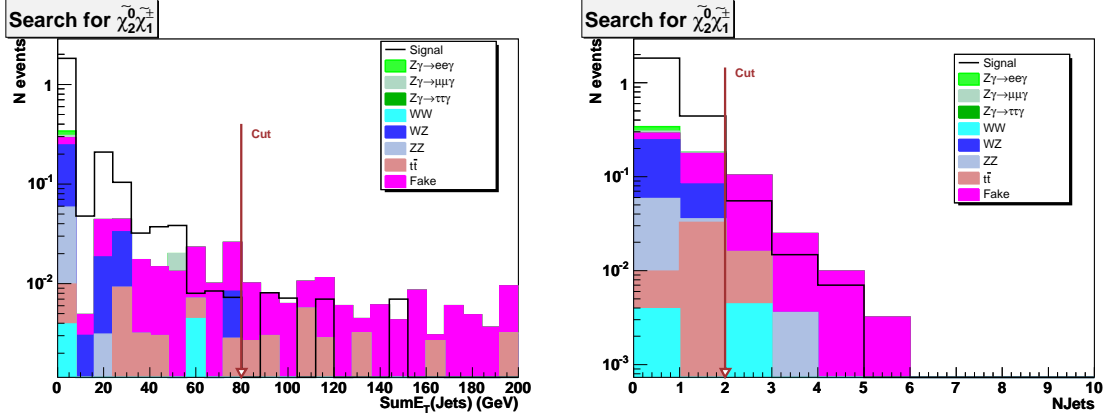 Search for χ̃⁰₂χ̃±₁
N events
1
10⁻¹
10⁻²
0 20 40 60 80 100 120 140 160 180 200
SumE_T(Jets) (GeV)
Cut
Signal
Zγ→eeγ
Zγ→μμγ
Zγ→ττγ
WW
WZ
ZZ
tt̄
Fake
Search for χ̃⁰₂χ̃±₁
N events
1
10⁻¹
10⁻²
10⁻³
0 1 2 3 4 5 6 7 8 9 10
NJets
Cut
Signal
Zγ→eeγ
Zγ→μμγ
Zγ→ττγ
WW
WZ
ZZ
tt̄
Fake